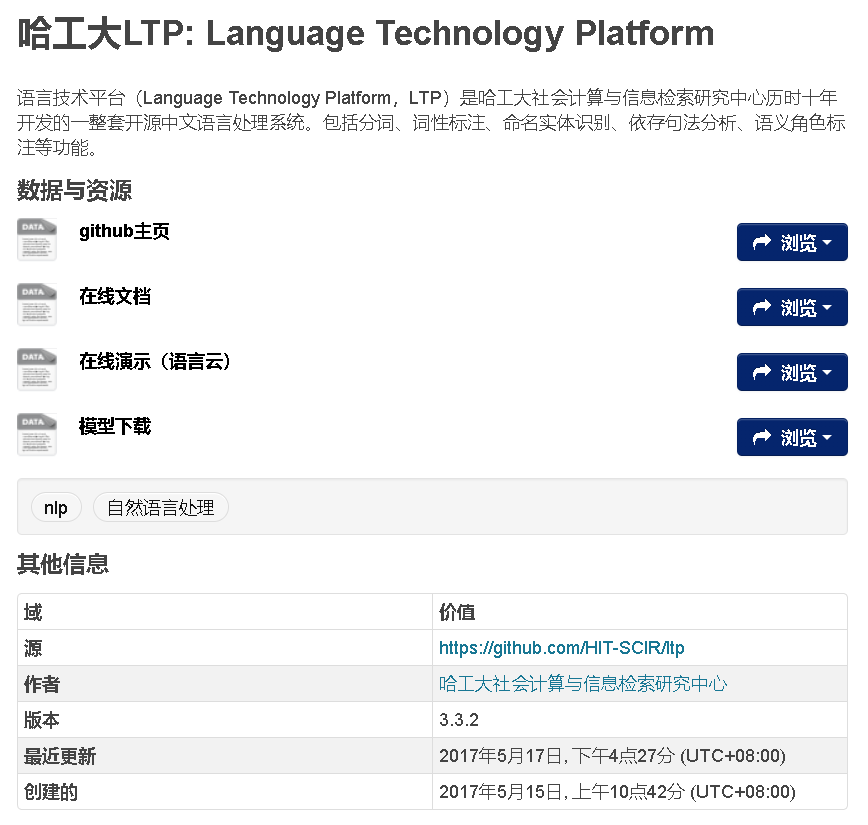 哈工大LTP: Language Technology Platform
语言技术平台（Language Technology Platform，LTP）是哈工大社会计算与信息检索研究中心历时十年
开发的一整套开源中文语言处理系统。包括分词、词性标注、命名实体识别、依存句法分析、语义角色标
注等功能。
数据与资源
DATA github主页 浏览
DATA 在线文档 浏览
DATA 在线演示（语言云） 浏览
DATA 模型下载 浏览
nlp 自然语言处理
其他信息
域 价值
源 https://github.com/HIT-SCIR/ltp
作者 哈工大社会计算与信息检索研究中心
版本 3.3.2
最近更新 2017年5月17日, 下午4点27分 (UTC+08:00)
创建的 2017年5月15日, 上午10点42分 (UTC+08:00)